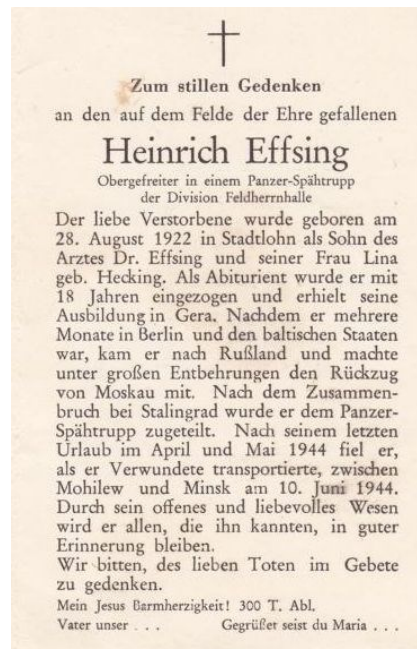 Zum stillen Gedenken
an den auf dem Felde der Ehre gefallenen
Heinrich Effsing
Obergefreiter in einem Panzer-Spähtrupp
der Division Feldherrnhalle
Der liebe Verstorbene wurde geboren am
28. August 1922 in Stadtlohn als Sohn des
Arztes Dr. Effsing und seiner Frau Lina
geb. Hecking. Als Abiturient wurde er mit
18 Jahren eingezogen und erhielt seine
Ausbildung in Gera. Nachdem er mehrere
Monate in Berlin und den baltischen Staaten
war, kam er nach Rußland und machte
unter großen Entbehrungen den Rückzug
von Moskau mit. Nach dem Zusammen-
bruch bei Stalingrad wurde er dem Panzer-
Spähtrupp zugeteilt. Nach seinem letzten
Urlaub im April und Mai 1944 fiel er,
als er Verwundete transportierte, zwischen
Mohilew und Minsk am 10. Juni 1944.
Durch sein offenes und liebevolles Wesen
wird er allen, die ihn kannten, in guter
Erinnerung bleiben.
Wir bitten, des lieben Toten im Gebete
zu gedenken.
Mein Jesus Barmherzigkeit! 300 T. Abl.
Vater unser . . . Gegrüßet seist du Maria . . .